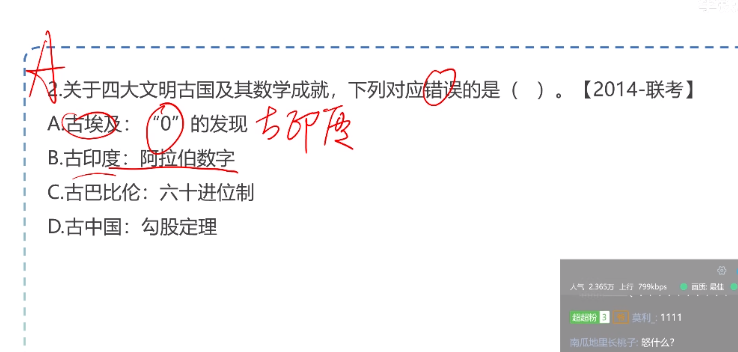 A
2.关于四大文明古国及其数学成就，下列对应错误的是（ ）。【2014-联考】
A.古埃及：“0”的发现 古印度
B.古印度：阿拉伯数字
C.古巴比伦：六十进位制
D.古中国：勾股定理
人气 2,365万 上行 799kbps 画质: 最佳
超超粉 3 莫利_: 1111
南瓜地里长桃子: 怒什么?